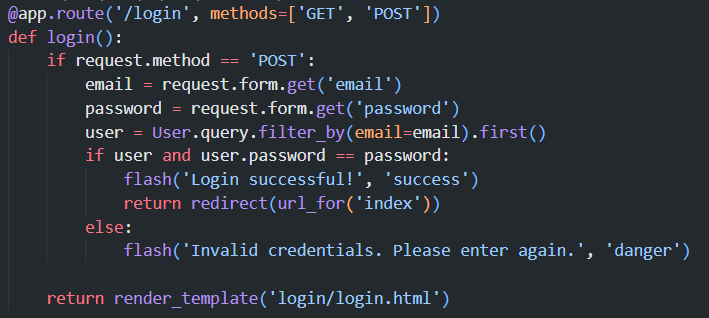 @app.route('/login', methods=['GET', 'POST'])
def login():
    if request.method == 'POST':
        email = request.form.get('email')
        password = request.form.get('password')
        user = User.query.filter_by(email=email).first()
        if user and user.password == password:
            flash('Login successful!', 'success')
            return redirect(url_for('index'))
        else:
            flash('Invalid credentials. Please enter again.', 'danger')
    return render_template('login/login.html')